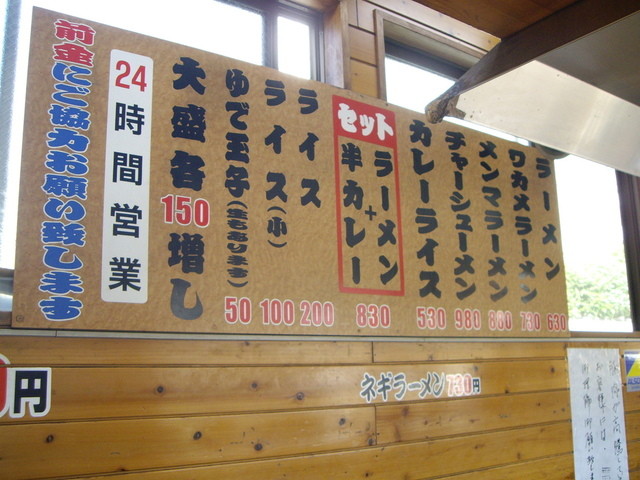 ラーメン 630
ワカメラーメン 730
メンマラーメン
チャーシューメン 980
カレーライス 530
セット
ラーメン
+
半カレー
830
ライス 200
ライス(小) 100
ゆで玉子(生もあります) 50
大盛各150増し
24時間営業
前金にご協力お願い致します
ネギラーメン730円
0円